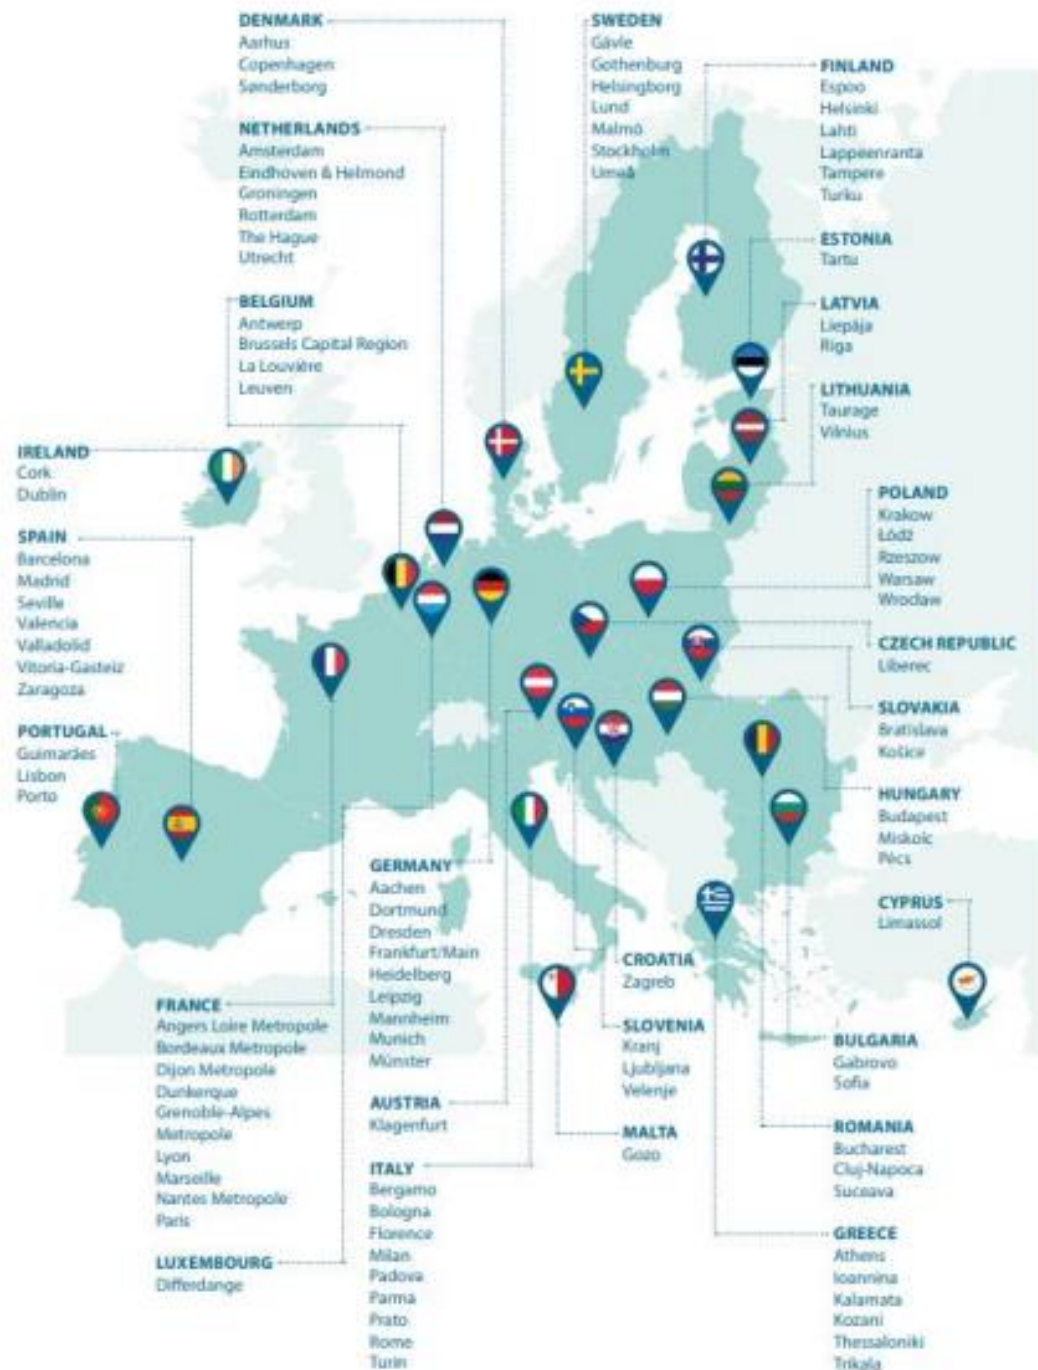 DENMARK
Aarhus
Copenhagen
Sønderborg
NETHERLANDS
Amsterdam
Eindhoven & Helmond
Groningen
Rotterdam
The Hague
Utrecht
BELGIUM
Antwerp
Brussels Capital Region
La Louvière
Leuven
SWEDEN
Gävle
Gothenburg
Helsingborg
Lund
Malmö
Stockholm
Umeå
FINLAND
Espoo
Helsinki
Lahti
Lappeenranta
Tampere
Turku
ESTONIA
Tartu
LATVIA
Liepāja
Riga
LITHUANIA
Taurage
Vilnius
IRELAND
Cork
Dublin
SPAIN
Barcelona
Madrid
Seville
Valencia
Valladolid
Vitoria-Gasteiz
Zaragoza
PORTUGAL
Guimarães
Lisbon
Porto
POLAND
Krakow
Łódź
Rzeszow
Warsaw
Wrocław
CZECH REPUBLIC
Liberec
SLOVAKIA
Bratislava
Košice
HUNGARY
Budapest
Miskolc
Pécs
CYPRUS
Limassol
GERMANY
Aachen
Dortmund
Dresden
Frankfurt/Main
Heidelberg
Leipzig
Mannheim
Munich
Münster
AUSTRIA
Klagenfurt
ITALY
Bergamo
Bologna
Florence
Milan
Padova
Parma
Prato
Rome
Turin
FRANCE
Angers Loire Metropole
Bordeaux Metropole
Dijon Metropole
Dunkerque
Grenoble-Alpes
Metropole
Lyon
Marseille
Nantes Metropole
Paris
LUXEMBOURG
Differdange
CROATIA
Zagreb
SLOVENIA
Kranj
Ljubljana
Velenje
MALTA
Gozo
BULGARIA
Gabrovo
Sofia
ROMANIA
Bucharest
Cluj-Napoca
Suceava
GREECE
Athens
Ioannina
Kalamata
Kozani
Thessaloniki
Trikala